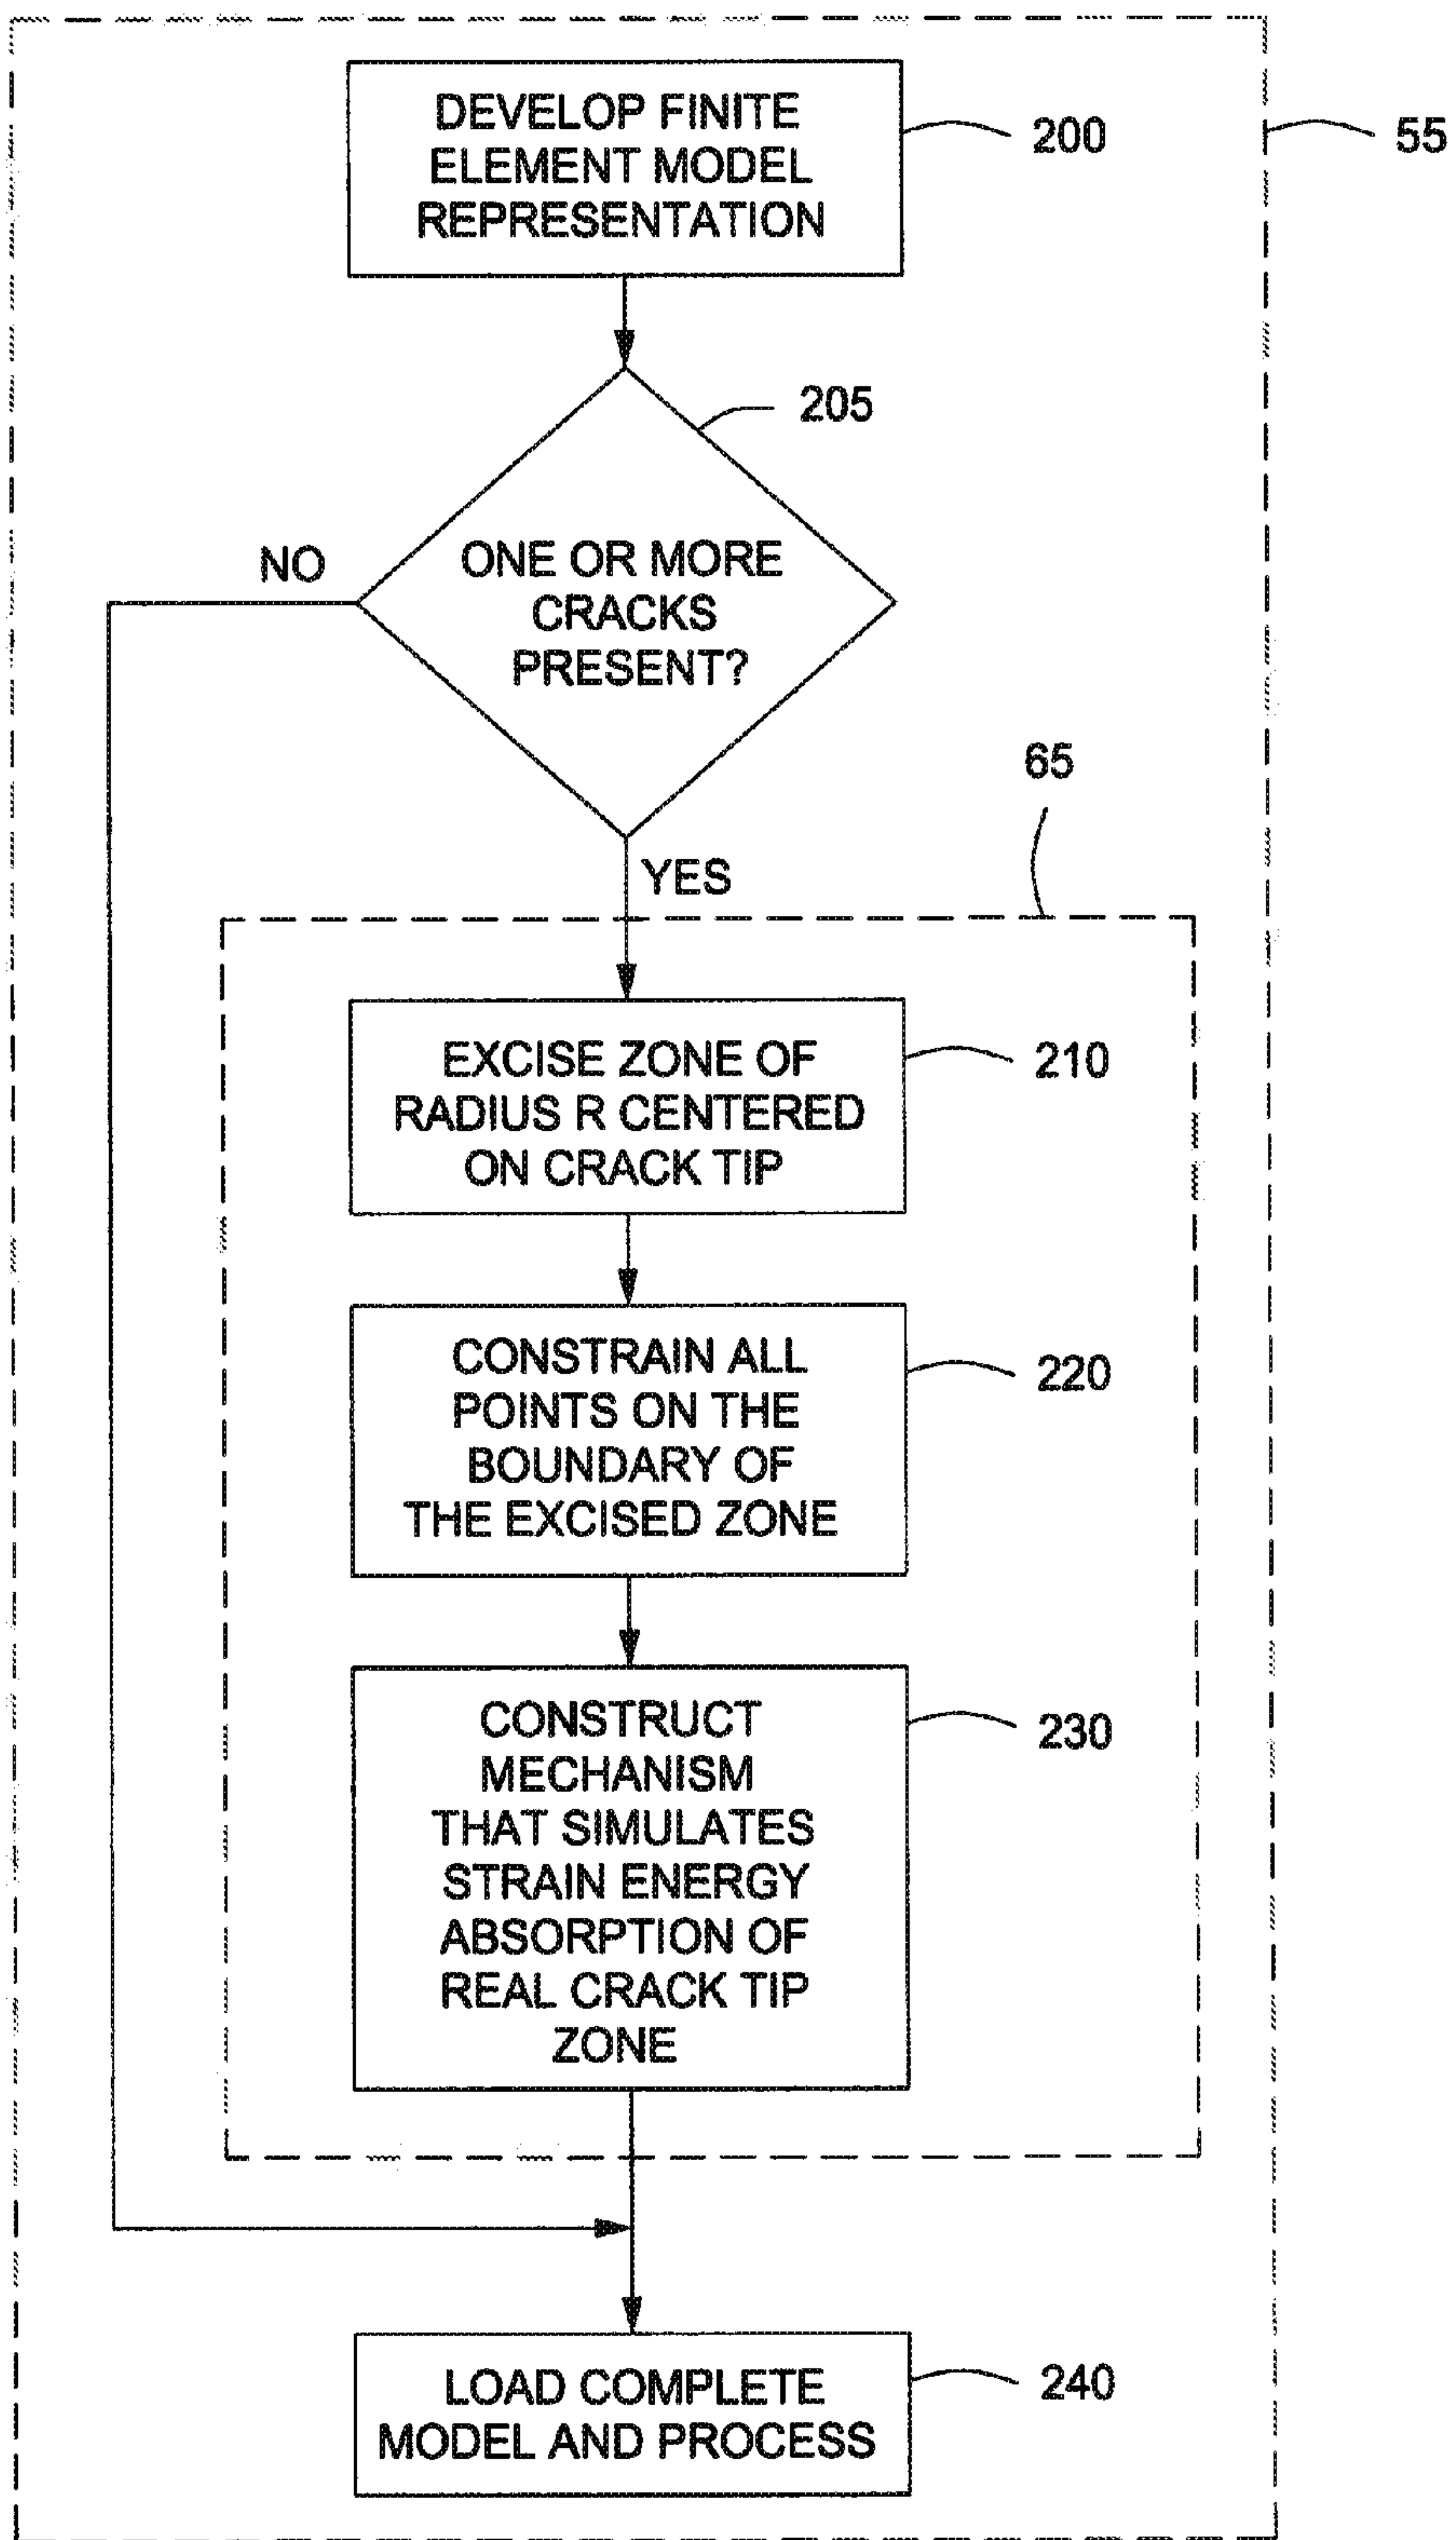 DEVELOP FINITE
ELEMENT MODEL
REPRESENTATION
200
55
205
ONE OR MORE
CRACKS
PRESENT?
NO
YES
65
EXCISE ZONE OF
RADIUS R CENTERED
ON CRACK TIP
210
CONSTRAIN ALL
POINTS ON THE
BOUNDARY OF
THE EXCISED ZONE
220
CONSTRUCT
MECHANISM
THAT SIMULATES
STRAIN ENERGY
ABSORPTION OF
REAL CRACK TIP
ZONE
230
LOAD COMPLETE
MODEL AND PROCESS
240